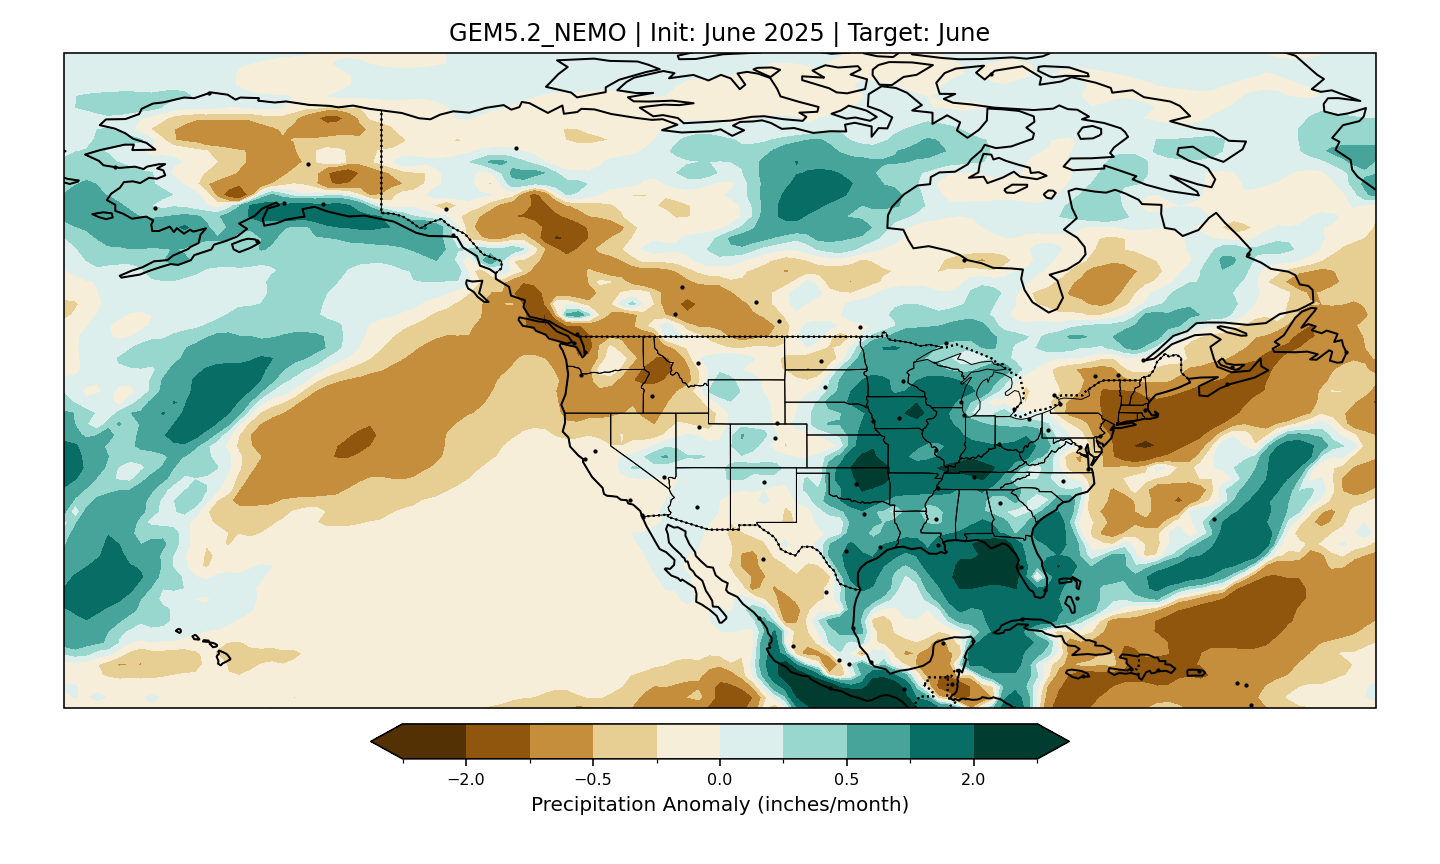 GEM5.2_NEMO | Init: June 2025 | Target: June
−2.0 −0.5 0.0 0.5 2.0
Precipitation Anomaly (inches/month)